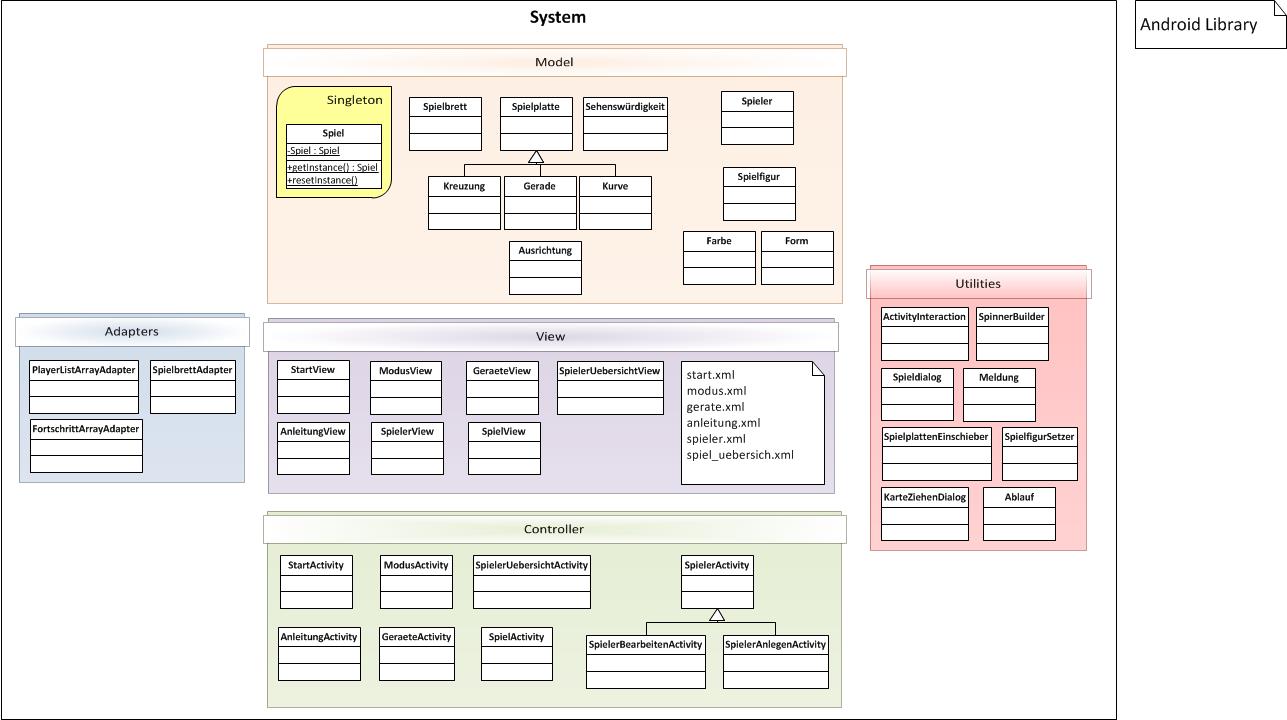 System
Android Library
Model
Singleton
Spiel
-Spiel : Spiel
+getInstance() : Spiel
+resetInstance()
Spielbrett
Spielplatte
Sehenswürdigkeit
Spieler
Kreuzung
Gerade
Kurve
Spielfigur
Ausrichtung
Farbe
Form
Adapters
PlayerListArrayAdapter
SpielbrettAdapter
FortschrittArrayAdapter
View
StartView
ModusView
GeraeteView
SpielerUebersichtView
AnleitungView
SpielerView
SpielView
start.xml
modus.xml
gerate.xml
anleitung.xml
spieler.xml
spiel_uebersich.xml
Utilities
ActivityInteraction
SpinnerBuilder
Spieldialog
Meldung
SpielplattenEinschieber
SpielfigurSetzer
KarteZiehenDialog
Ablauf
Controller
StartActivity
ModusActivity
SpielerUebersichtActivity
SpielerActivity
AnleitungActivity
GeraeteActivity
SpielActivity
SpielerBearbeitenActivity
SpielerAnlegenActivity